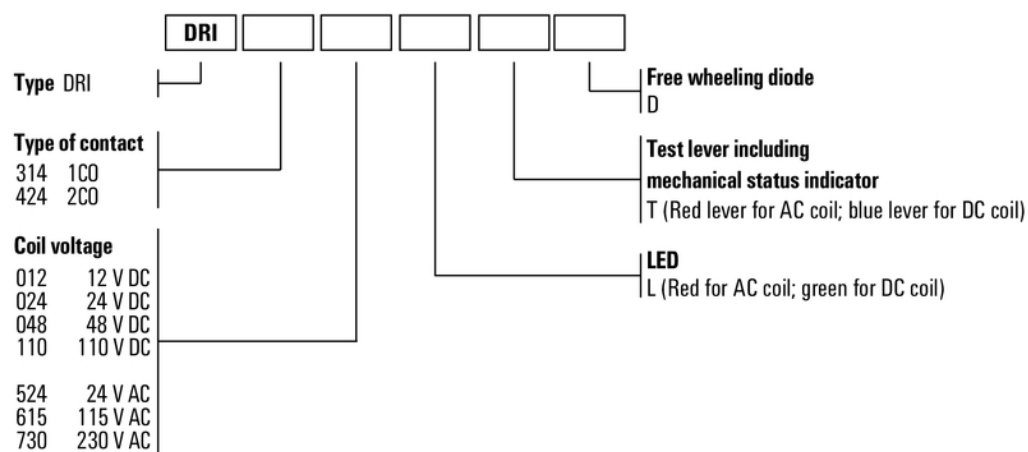 DRI
Type DRI
Type of contact
314 1CO
424 2CO
Coil voltage
012 12 V DC
024 24 V DC
048 48 V DC
110 110 V DC
524 24 V AC
615 115 V AC
730 230 V AC
Free wheeling diode
D
Test lever including
mechanical status indicator
T (Red lever for AC coil; blue lever for DC coil)
LED
L (Red for AC coil; green for DC coil)